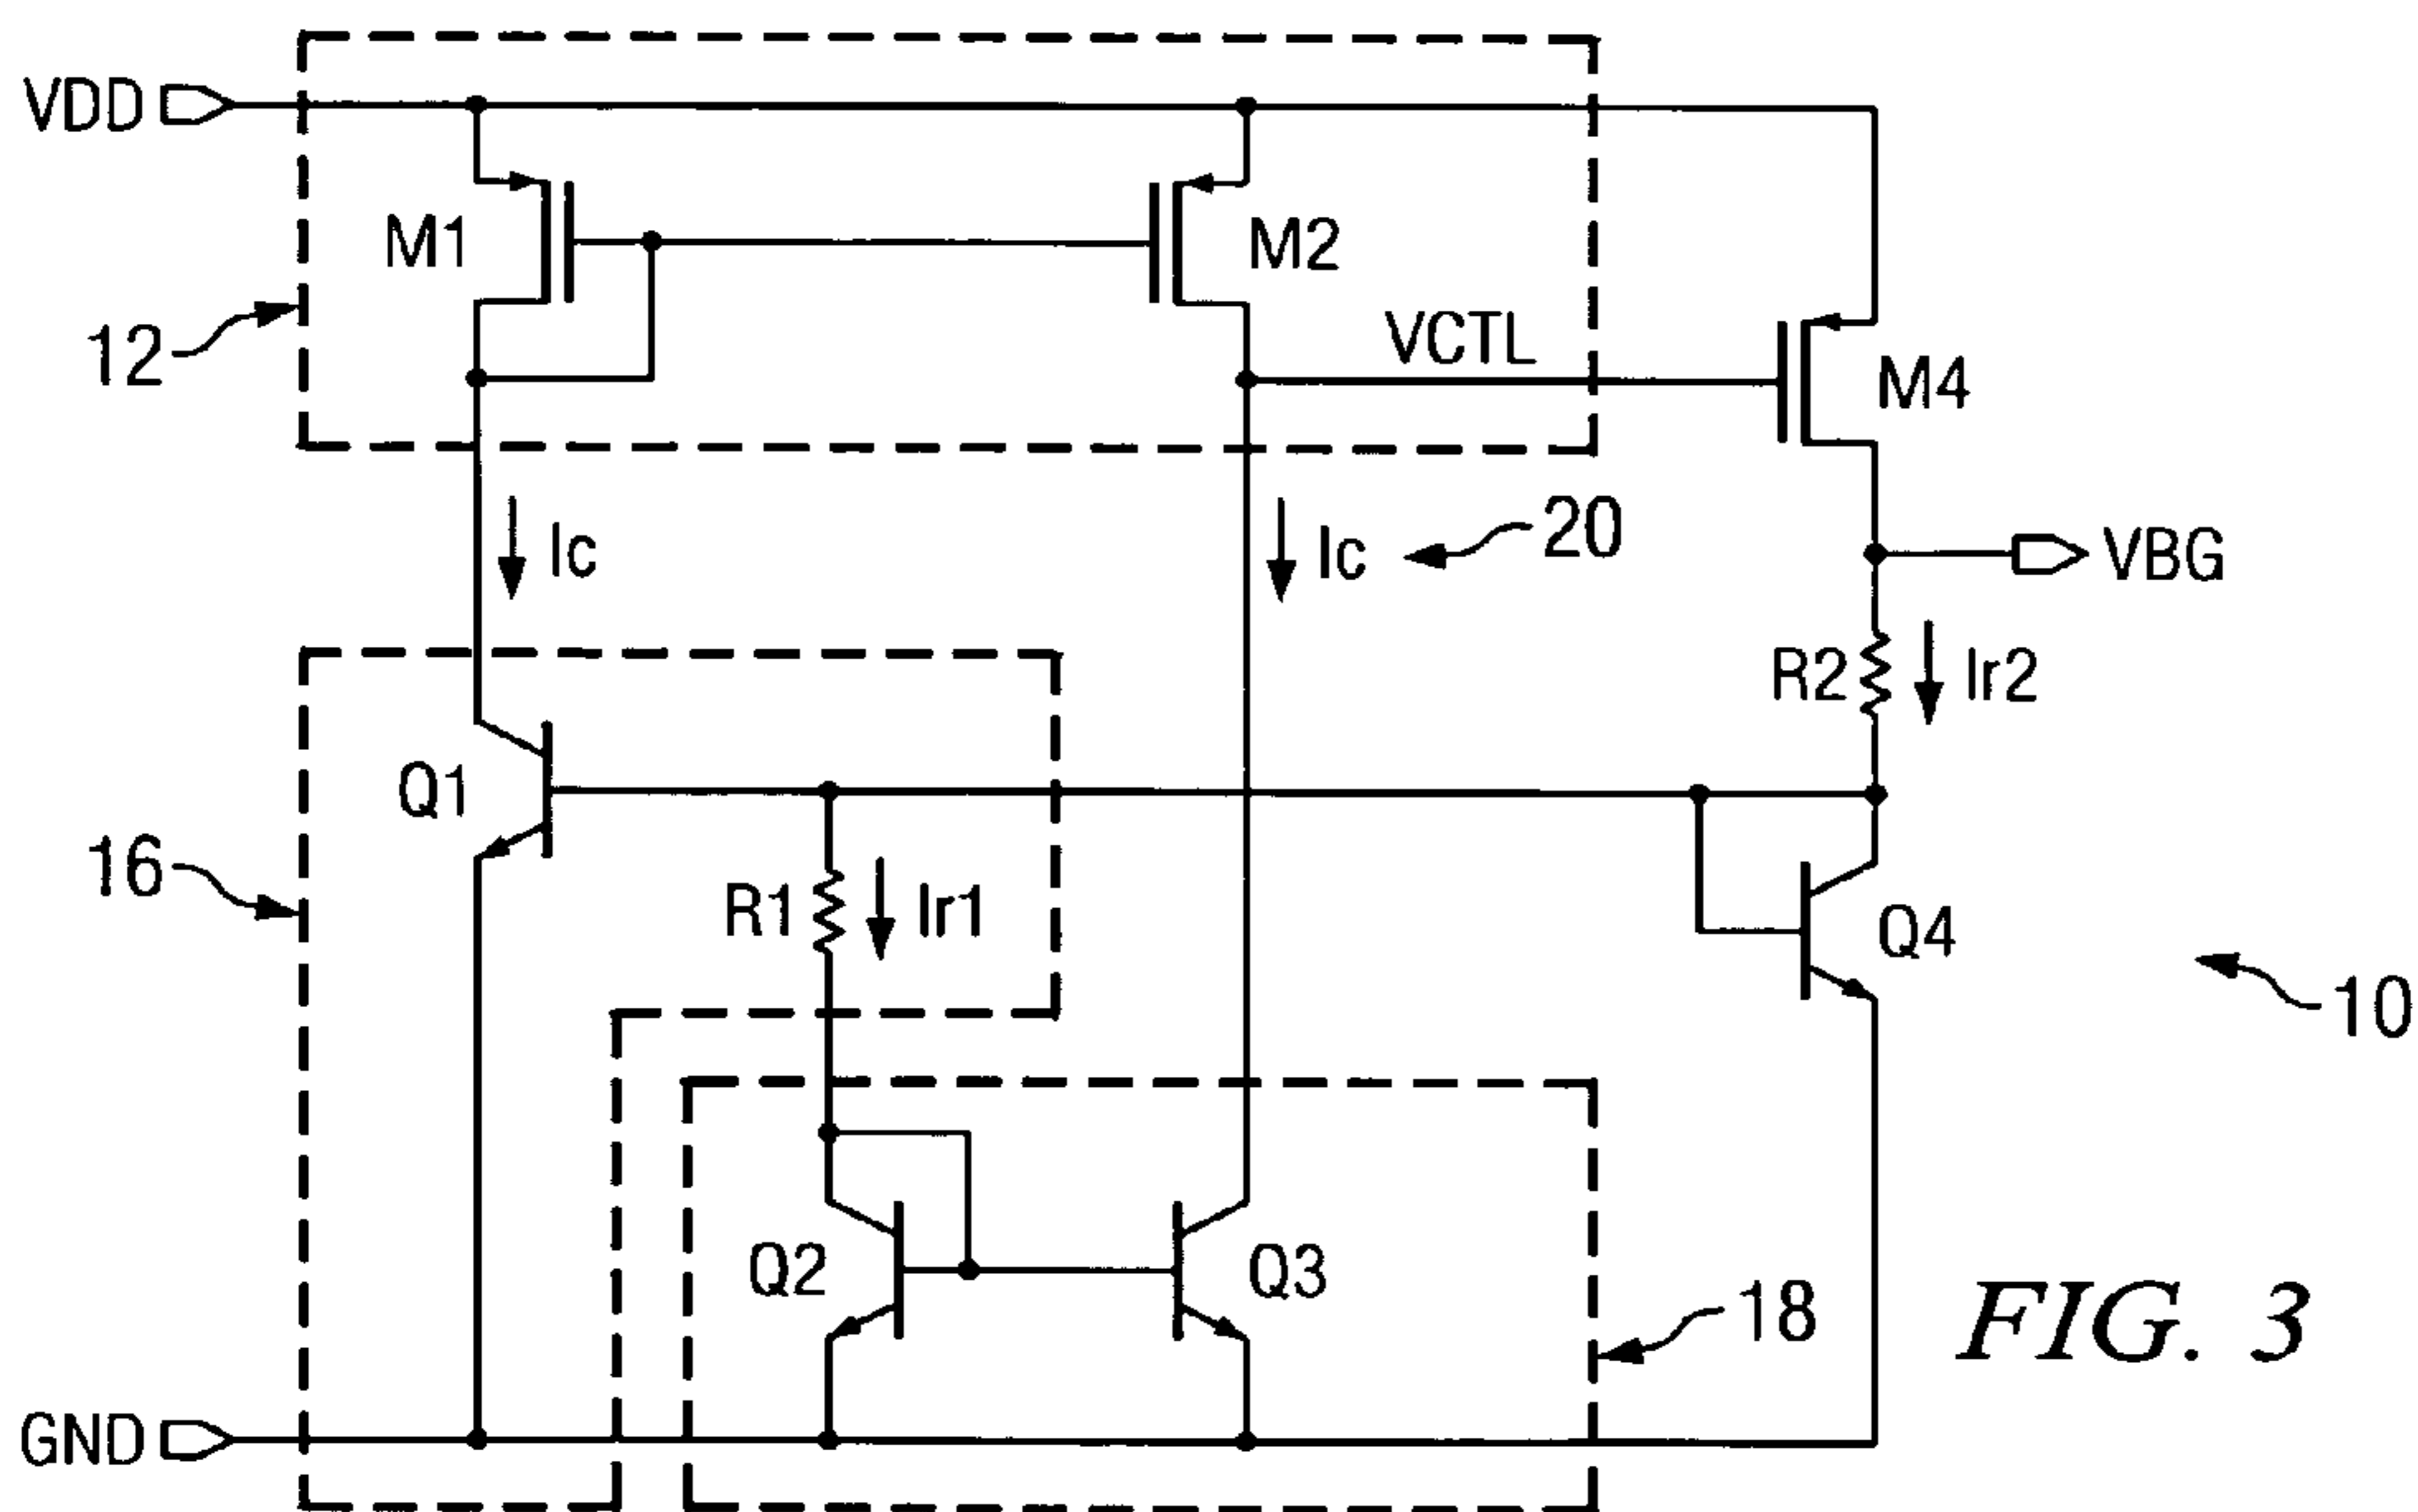 VDD
M1
M2
12
VCTL
M4
Ic
Ic
20
VBG
R2
Ir2
Q1
16
R1
Ir1
Q4
10
Q2
Q3
18
FIG. 3
GND